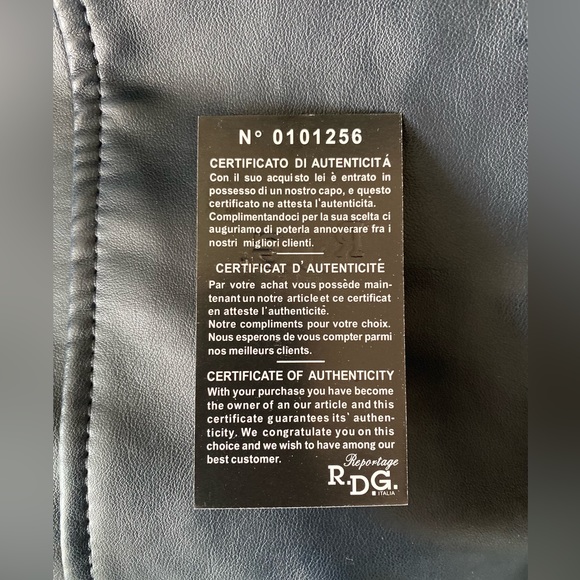 N° 0101256
CERTIFICATO DI AUTENTICITÁ
Con il suo acquisto lei è entrato in
possesso di un nostro capo, e questo
certificato ne attesta l'autenticità.
Complimentandoci per la sua scelta ci
auguriamo di poterla annoverare fra i
nostri migliori clienti.
CERTIFICAT D'AUTENTICITÉ
Par votre achat vous possède main-
tenant un notre article et ce certificat
en atteste l'authenticité.
Notre compliments pour votre choix.
Nous esperons de vous compter parmi
nos meilleurs clients.
CERTIFICATE OF AUTHENTICITY
With your purchase you have become
the owner of an our article and this
certificate guarantees its' authen-
ticity. We congratulate you on this
choice and we wish to have among our
best customer.
Reportage
R.D.G.
ITALIA